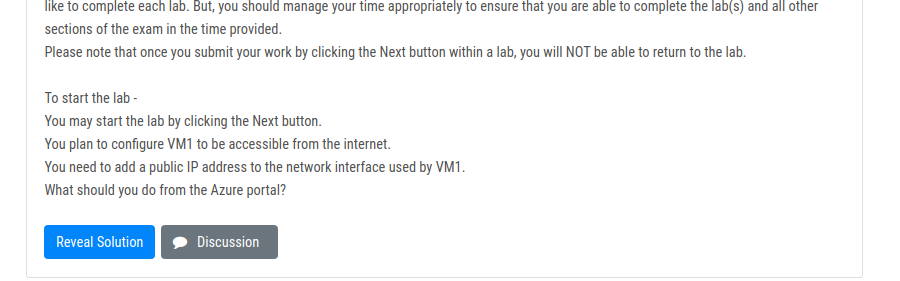 like to complete each lab. But, you should manage your time appropriately to ensure that you are able to complete the lab(s) and all other
sections of the exam in the time provided.
Please note that once you submit your work by clicking the Next button within a lab, you will NOT be able to return to the lab.
To start the lab -
You may start the lab by clicking the Next button.
You plan to configure VM1 to be accessible from the internet.
You need to add a public IP address to the network interface used by VM1.
What should you do from the Azure portal?
Reveal Solution Discussion